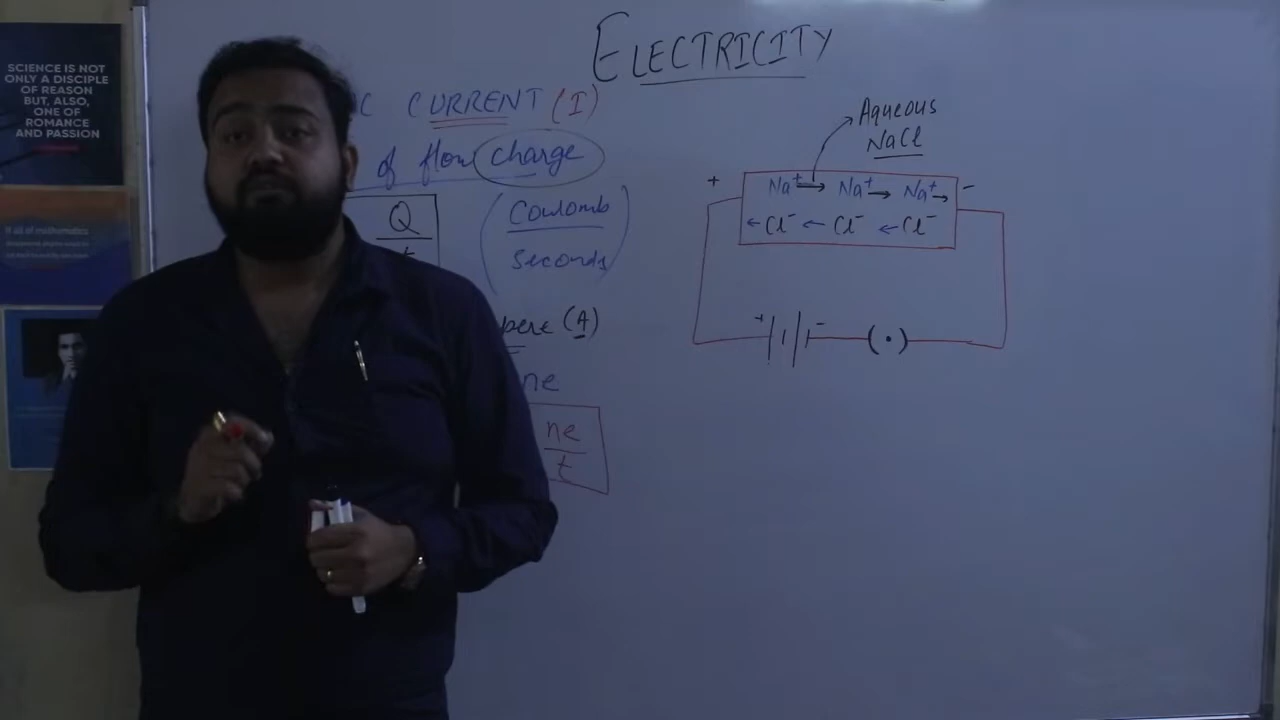 SCIENCE IS NOT
ONLY A DISCIPLE
OF REASON
BUT, ALSO,
ONE OF
ROMANCE
AND PASSION
ELECTRICITY
C CURRENT (I)
of flow charge
Q
t
(Coulomb
seconds)
pere (A)
ne
ne
t
Aqueous
NaCl
+ Na⁺→ Na⁺→ Na⁺→ -
←Cl⁻ ←Cl⁻ ←Cl⁻
+ - (•)